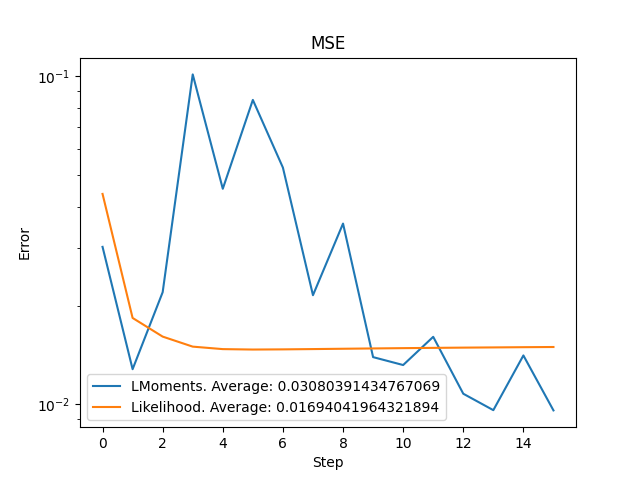 MSE
10⁻¹
10⁻²
Error
LMoments. Average: 0.03080391434767069
Likelihood. Average: 0.01694041964321894
0 2 4 6 8 10 12 14
Step